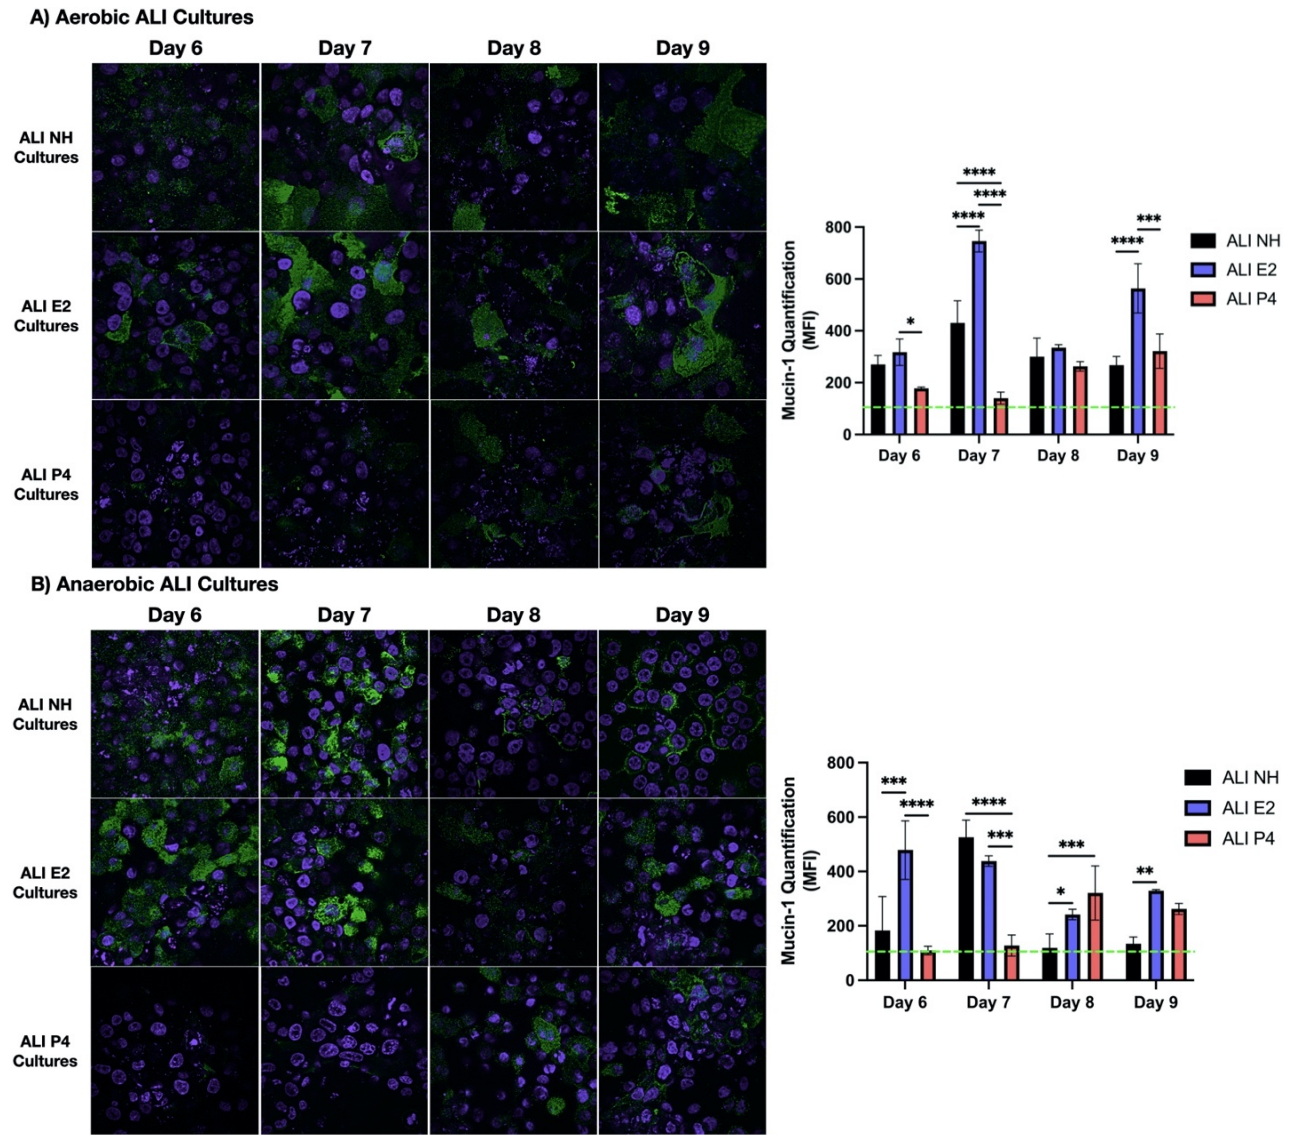 A) Aerobic ALI Cultures
Day 6
Day 7
Day 8
Day 9
ALI NH
Cultures
ALI E2
Cultures
ALI P4
Cultures
Mucin-1 Quantification
(MFI)
800
600
400
200
0
*
****
****
****
****
***
Day 6
Day 7
Day 8
Day 9
ALI NH
ALI E2
ALI P4
B) Anaerobic ALI Cultures
Day 6
Day 7
Day 8
Day 9
ALI NH
Cultures
ALI E2
Cultures
ALI P4
Cultures
Mucin-1 Quantification
(MFI)
800
600
400
200
0
***
****
****
***
***
*
**
Day 6
Day 7
Day 8
Day 9
ALI NH
ALI E2
ALI P4